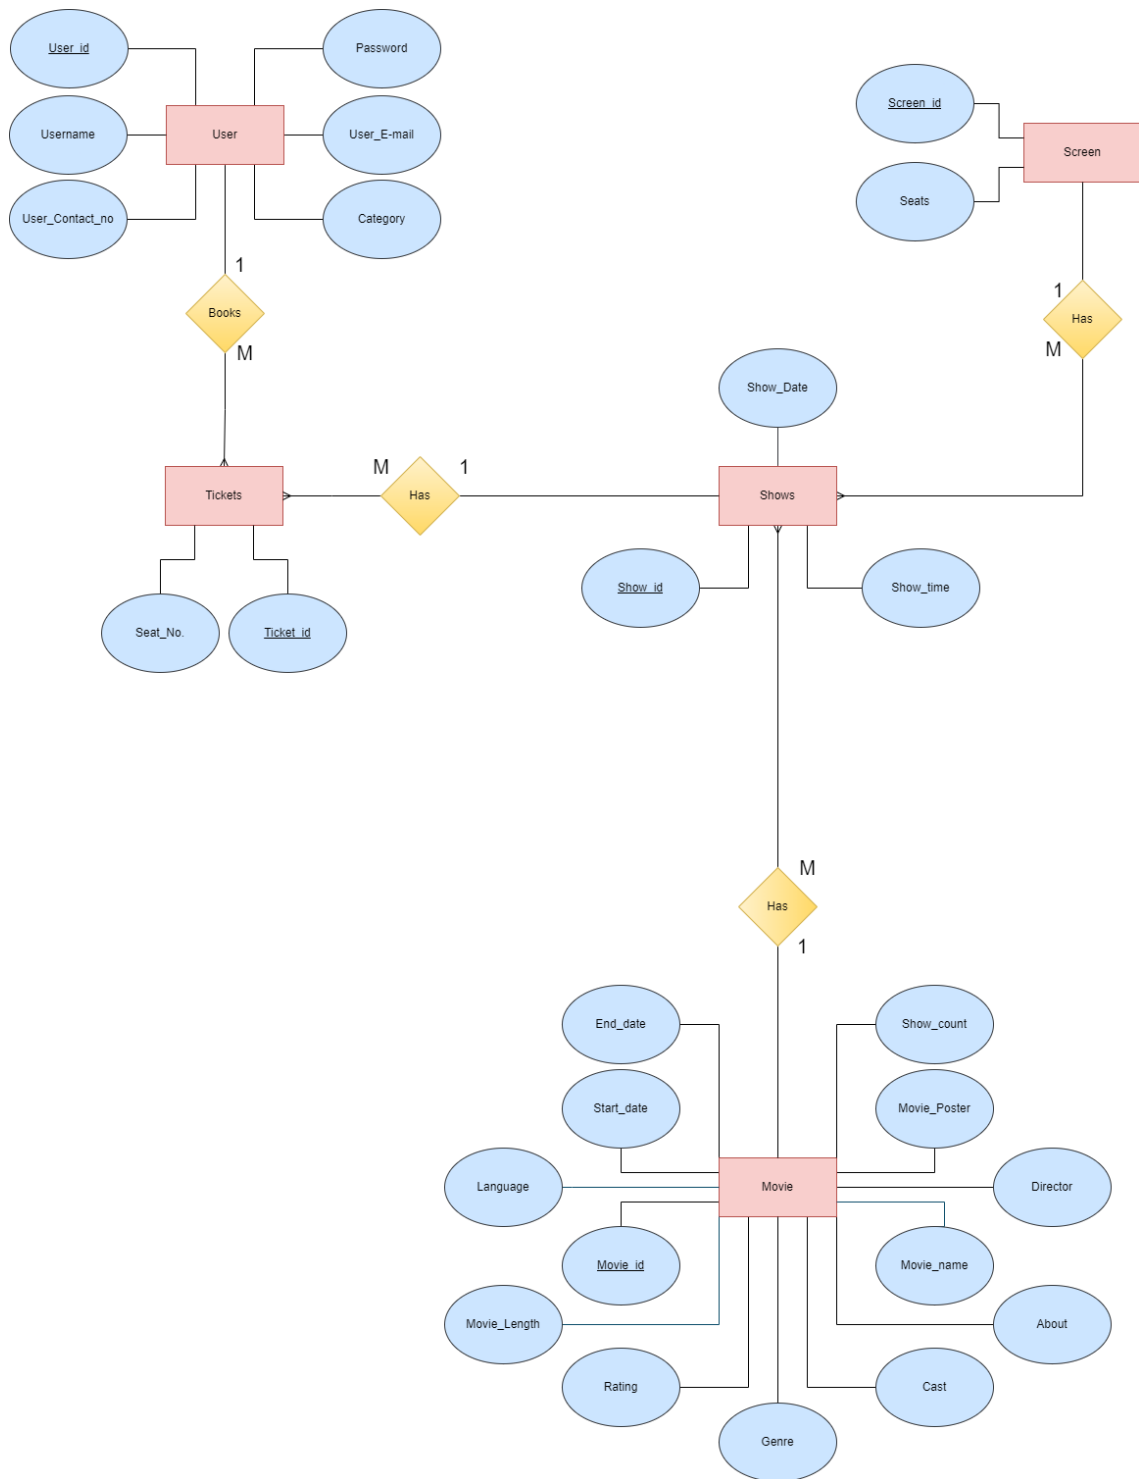 User_id
Password
Username
User
User_E-mail
User_Contact_no
Category
Screen_id
Screen
Seats
1
Books
M
1
Has
M
Show_Date
Tickets
M
Has
1
Shows
Seat_No.
Ticket_id
Show_id
Show_time
M
Has
1
End_date
Show_count
Start_date
Movie_Poster
Language
Movie
Director
Movie_id
Movie_name
Movie_Length
About
Rating
Cast
Genre